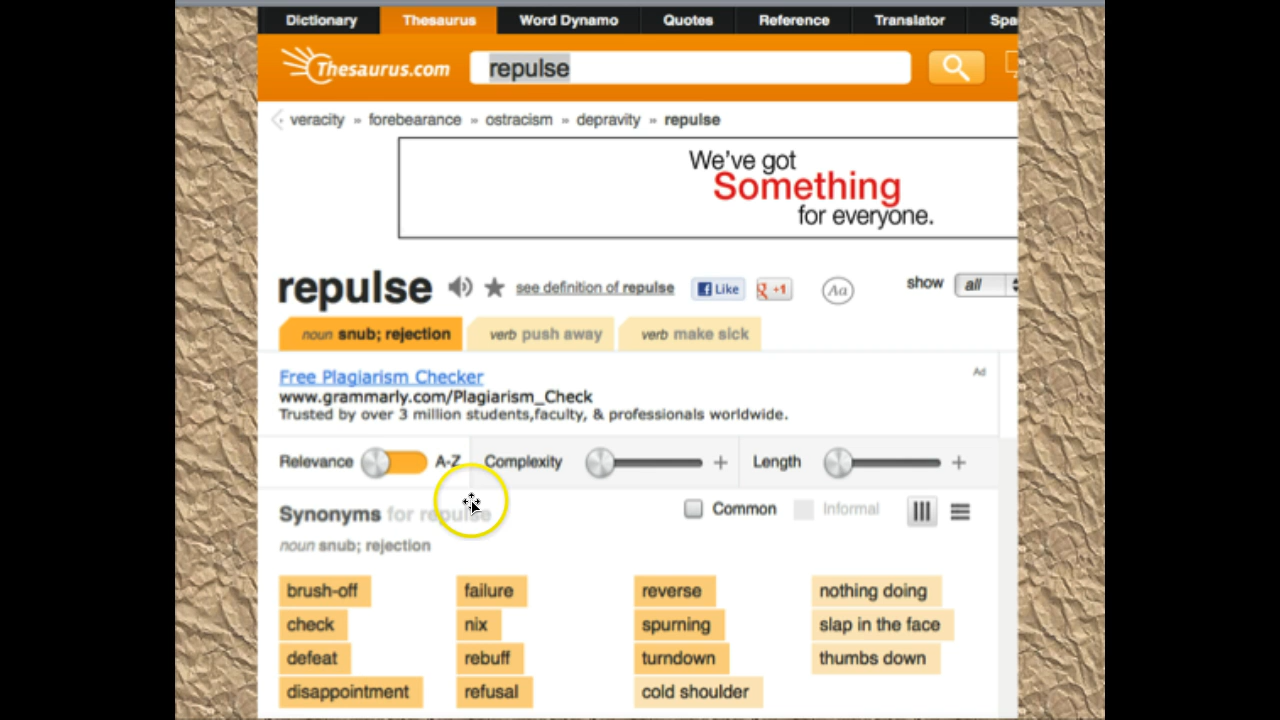 Dictionary Thesaurus Word Dynamo Quotes Reference Translator Spa
Thesaurus.com repulse
veracity » forebearance » ostracism » depravity » repulse
We've got
Something
for everyone.
repulse see definition of repulse Like +1 Aa show all
noun snub; rejection verb push away verb make sick
Free Plagiarism Checker Ad
www.grammarly.com/Plagiarism_Check
Trusted by over 3 million students,faculty, & professionals worldwide.
Relevance A-Z Complexity + Length +
Synonyms for repulse Common Informal
noun snub; rejection
brush-off failure reverse nothing doing
check nix spurning slap in the face
defeat rebuff turndown thumbs down
disappointment refusal cold shoulder